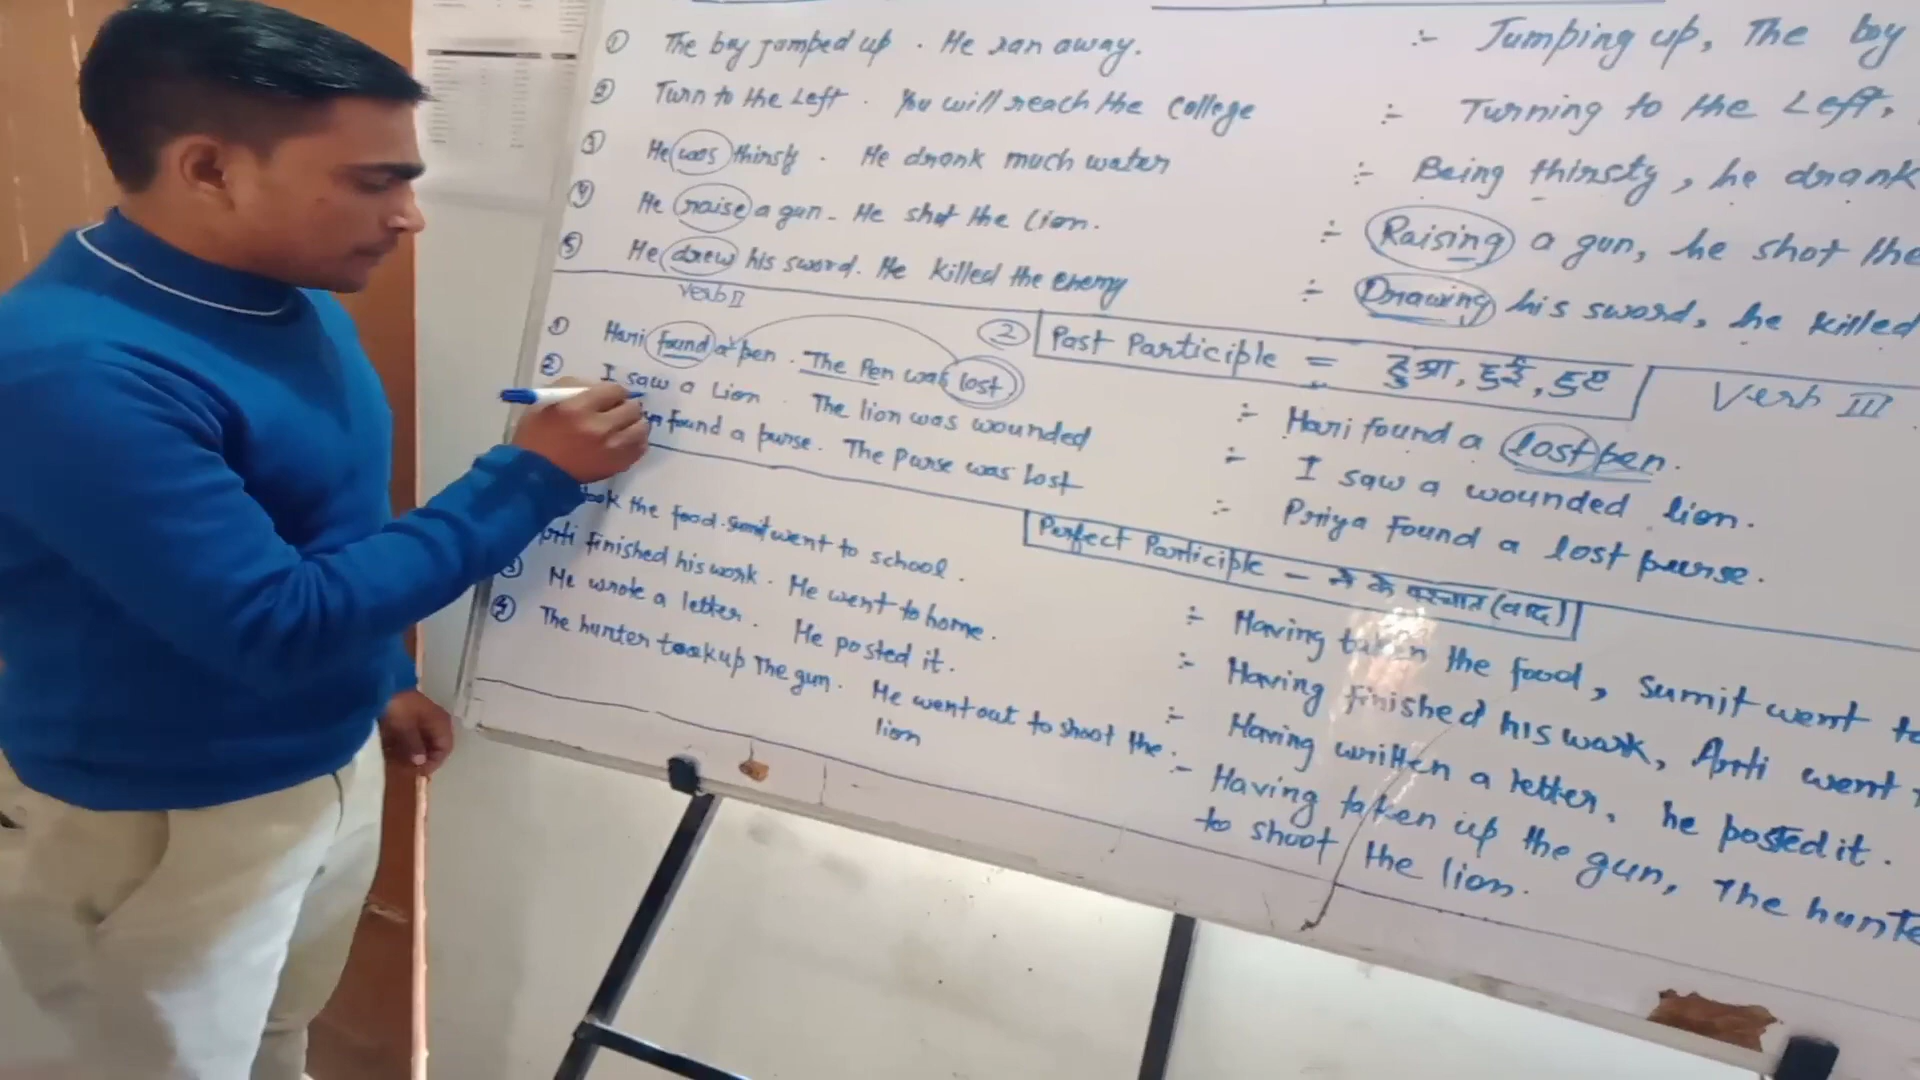 ① The boy jumped up . He ran away. :- Jumping up, The boy
② Turn to the Left . You will reach the College :- Turning to the Left,
③ He was thirsty . He drank much water :- Being thirsty, he drank
④ He raise a gun - He shot the lion. :- Raising a gun, he shot the
⑤ He drew his sword. He killed the enemy :- Drawing his sword, he killed
Verb II
② Past Participle = हुआ, हुई, हुए Verb III
① Hari found a pen . The Pen was lost :- Hari found a lost pen.
② I saw a Lion . The lion was wounded :- I saw a wounded lion.
found a purse. The Purse was lost :- Priya Found a lost purse.
Perfect Participle - ने के पश्चात (बाद)
took the food. Sumit went to school. :- Having taken the food, Sumit went to
finished his work. He went to home. :- Having finished his work, Arti went
③ He wrote a letter. He posted it. :- Having written a letter, he posted it.
④ The hunter took up The gun. He went out to shoot the :- Having taken up the gun, The hunte
lion to shoot the lion.